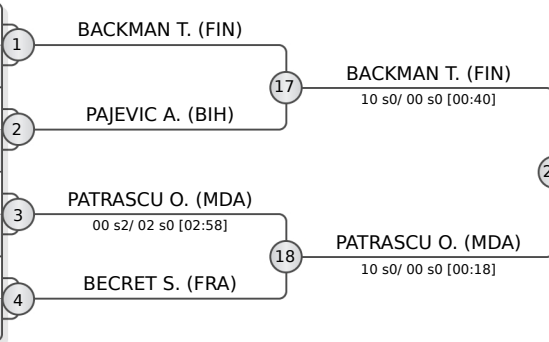 BACKMAN T. (FIN)
1
17
BACKMAN T. (FIN)
10 s0/ 00 s0 [00:40]
PAJEVIC A. (BIH)
2
PATRASCU O. (MDA)
3
00 s2/ 02 s0 [02:58]
18
PATRASCU O. (MDA)
10 s0/ 00 s0 [00:18]
BECRET S. (FRA)
4